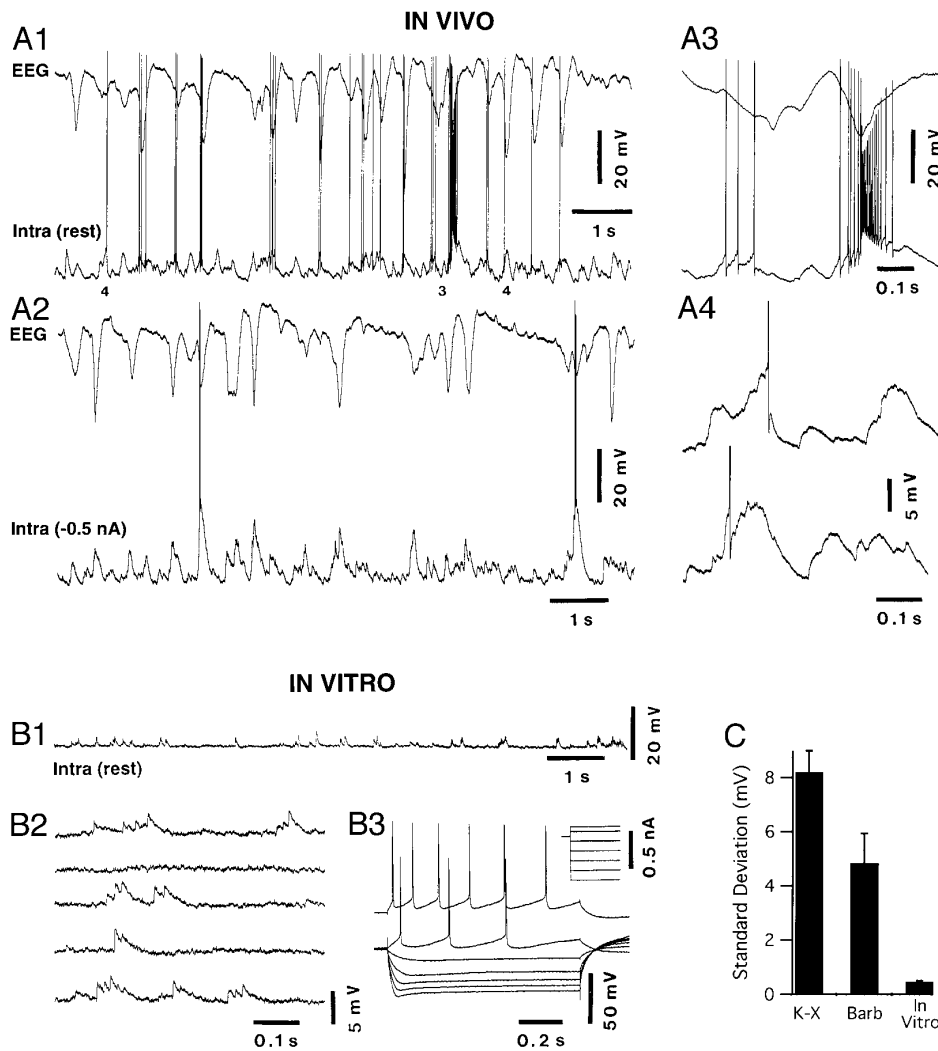 IN VIVO
A1
EEG
20 mV
1 s
Intra (rest)
4
3
4
A2
EEG
20 mV
Intra (-0.5 nA)
1 s
A3
20 mV
0.1 s
A4
5 mV
0.1 s
IN VITRO
B1
20 mV
Intra (rest)
1 s
B2
5 mV
0.1 s
B3
0.5 nA
50 mV
0.2 s
C
Standard Deviation (mV)
8
6
4
2
0
K-X
Barb
In
Vitro